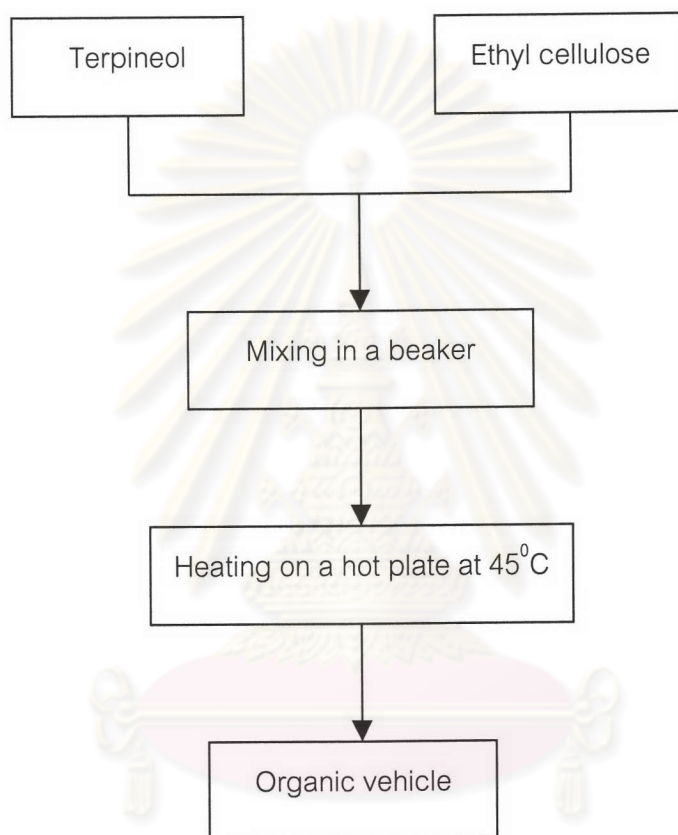 Terpineol
Ethyl cellulose
Mixing in a beaker
Heating on a hot plate at 45⁰C
Organic vehicle